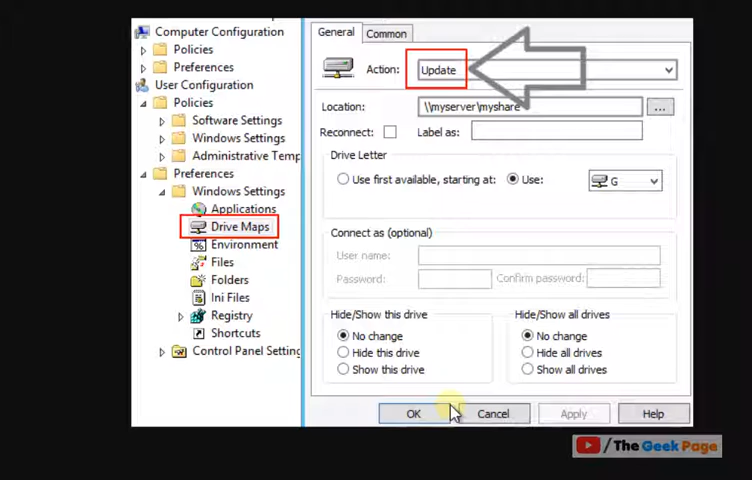 Computer Configuration
Policies
Preferences
User Configuration
Policies
Software Settings
Windows Settings
Administrative Temp
Preferences
Windows Settings
Applications
Drive Maps
Environment
Files
Folders
Ini Files
Registry
Shortcuts
Control Panel Setting
General Common
Action: Update
Location: \\myserver\myshare ...
Reconnect: Label as:
Drive Letter
Use first available, starting at: Use: G
Connect as (optional)
User name:
Password: Confirm password:
Hide/Show this drive Hide/Show all drives
No change No change
Hide this drive Hide all drives
Show this drive Show all drives
OK Cancel Apply Help
/The Geek Page